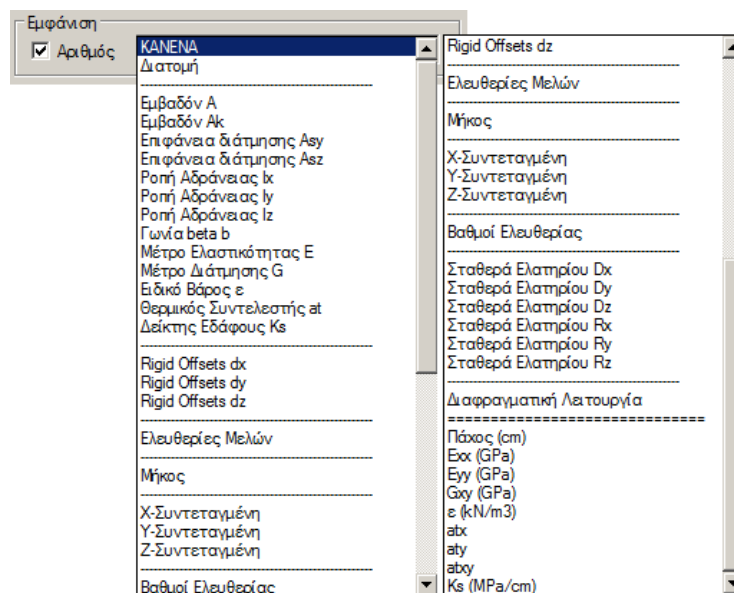 Εμφάνιση
Αριθμός
ΚΑΝΕΝΑ
Διατομή
Εμβαδόν A
Εμβαδόν Ak
Επιφάνεια διάτμησης Asy
Επιφάνεια διάτμησης Asz
Ροπή Αδράνειας Ix
Ροπή Αδράνειας Iy
Ροπή Αδράνειας Iz
Γωνία beta b
Μέτρο Ελαστικότητας E
Μέτρο Διάτμησης G
Ειδικό Βάρος ε
Θερμικός Συντελεστής at
Δείκτης Εδάφους Ks
Rigid Offsets dx
Rigid Offsets dy
Rigid Offsets dz
Ελευθερίες Μελών
Μήκος
X-Συντεταγμένη
Y-Συντεταγμένη
Z-Συντεταγμένη
Βαθμοί Ελευθερίας
Rigid Offsets dz
Ελευθερίες Μελών
Μήκος
X-Συντεταγμένη
Y-Συντεταγμένη
Z-Συντεταγμένη
Βαθμοί Ελευθερίας
Σταθερά Ελατηρίου Dx
Σταθερά Ελατηρίου Dy
Σταθερά Ελατηρίου Dz
Σταθερά Ελατηρίου Rx
Σταθερά Ελατηρίου Ry
Σταθερά Ελατηρίου Rz
Διαφραγματική Λειτουργία
==============================
Πάχος (cm)
Exx (GPa)
Eyy (GPa)
Gxy (GPa)
ε (kN/m3)
atx
aty
atxy
Ks (MPa/cm)